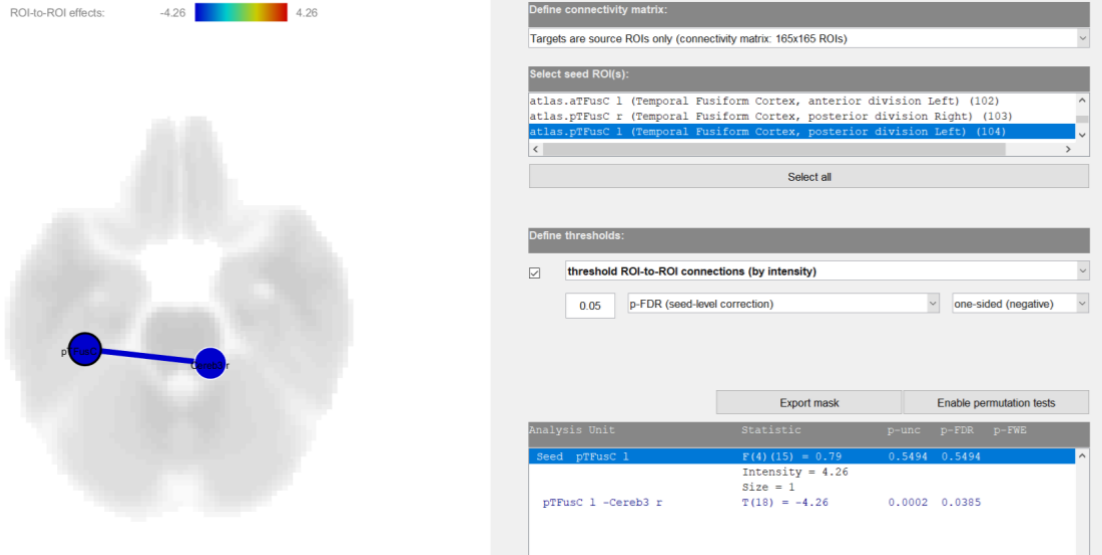 ROI-to-ROI effects: -4.26 4.26
pTFusC l
Cereb3 r
Define connectivity matrix:
Targets are source ROIs only (connectivity matrix: 165x165 ROIs)
Select seed ROI(s):
atlas.aTFusC l (Temporal Fusiform Cortex, anterior division Left) (102)
atlas.pTFusC r (Temporal Fusiform Cortex, posterior division Right) (103)
atlas.pTFusC l (Temporal Fusiform Cortex, posterior division Left) (104)
Select all
Define thresholds:
threshold ROI-to-ROI connections (by intensity)
0.05 p-FDR (seed-level correction) one-sided (negative)
Export mask Enable permutation tests
Analysis Unit Statistic p-unc p-FDR p-FWE
Seed pTFusC l F(4)(15) = 0.79 0.5494 0.5494
Intensity = 4.26
Size = 1
pTFusC l -Cereb3 r T(18) = -4.26 0.0002 0.0385